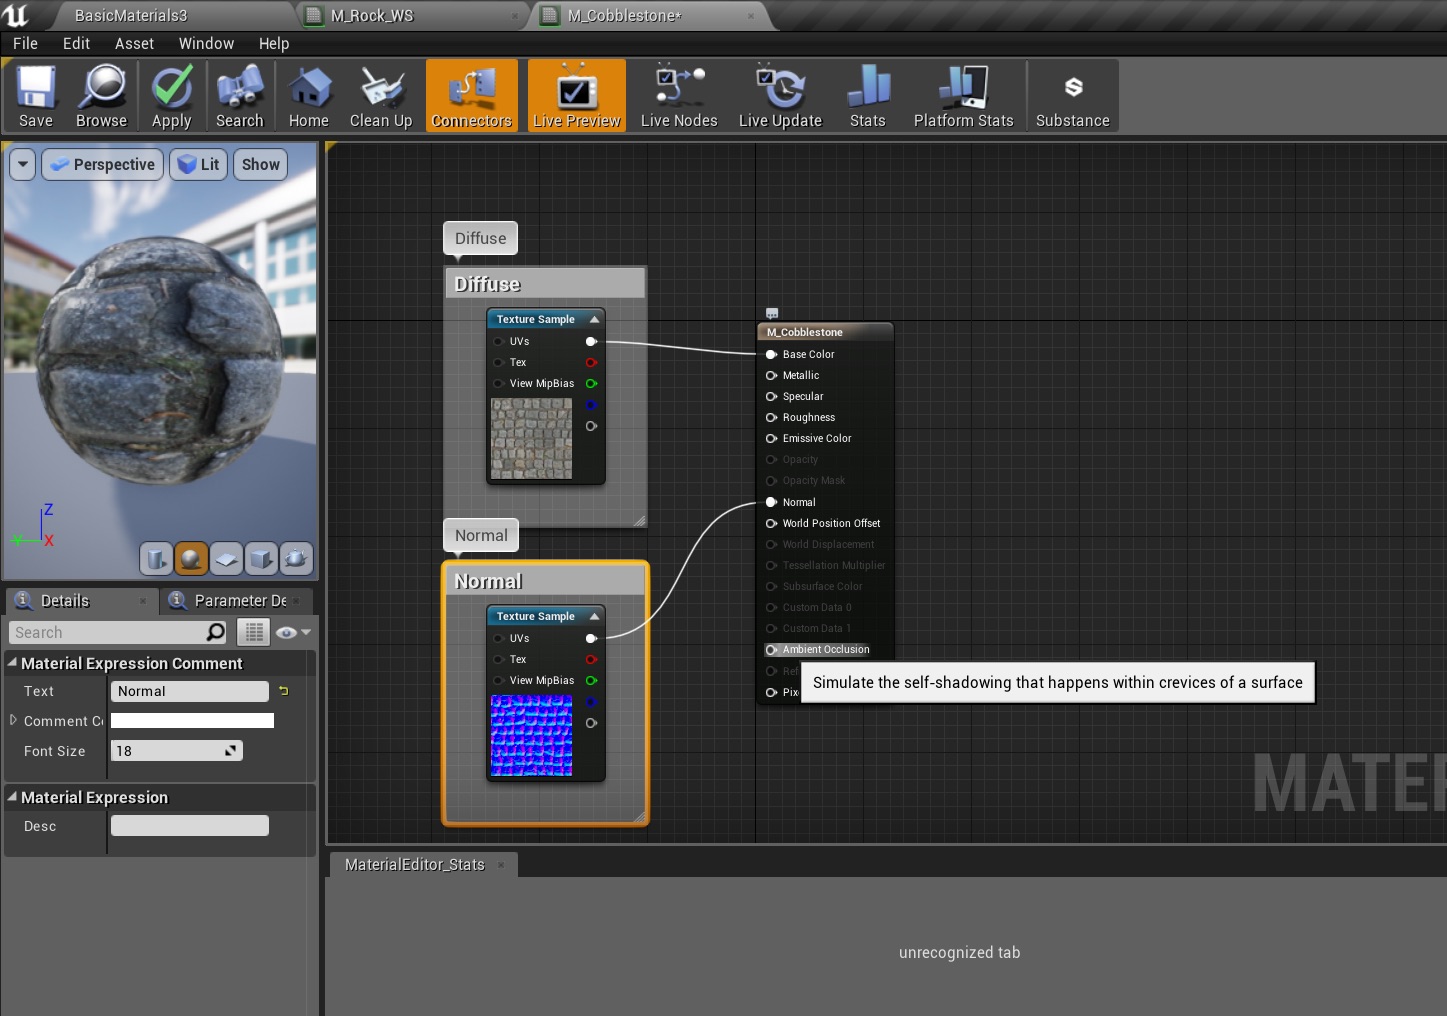 BasicMaterials3
M_Rock_WS
M_Cobblestone*
File Edit Asset Window Help
Save Browse Apply Search Home Clean Up Connectors Live Preview Live Nodes Live Update Stats Platform Stats Substance
Perspective Lit Show
Z
Y X
Details
Parameter De
Search
Material Expression Comment
Text Normal
Comment C
Font Size 18
Material Expression
Desc
Diffuse
Diffuse
Texture Sample
UVs
Tex
View MipBias
Normal
Normal
Texture Sample
UVs
Tex
View MipBias
M_Cobblestone
Base Color
Metallic
Specular
Roughness
Emissive Color
Opacity
Opacity Mask
Normal
World Position Offset
World Displacement
Tessellation Multiplier
Subsurface Color
Custom Data 0
Custom Data 1
Ambient Occlusion
Ref
Pix
Simulate the self-shadowing that happens within crevices of a surface
MATER
MaterialEditor_Stats
unrecognized tab